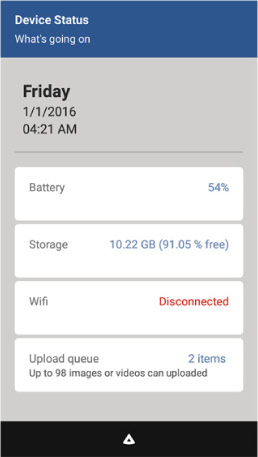 Device Status
What's going on
Friday
1/1/2016
04:21 AM
Battery 54%
Storage 10.22 GB (91.05 % free)
Wifi Disconnected
Upload queue 2 items
Up to 98 images or videos can uploaded